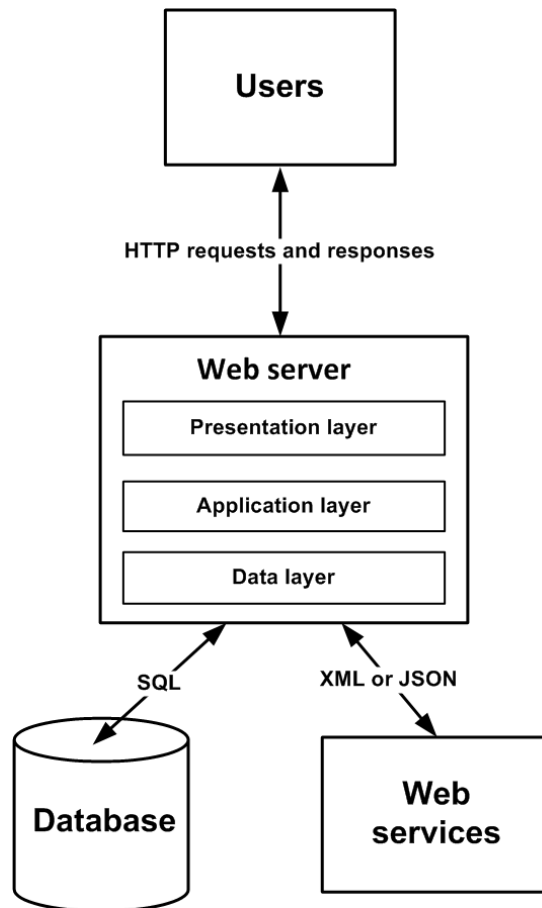 Users
HTTP requests and responses
Web server
Presentation layer
Application layer
Data layer
SQL
XML or JSON
Database
Web
services